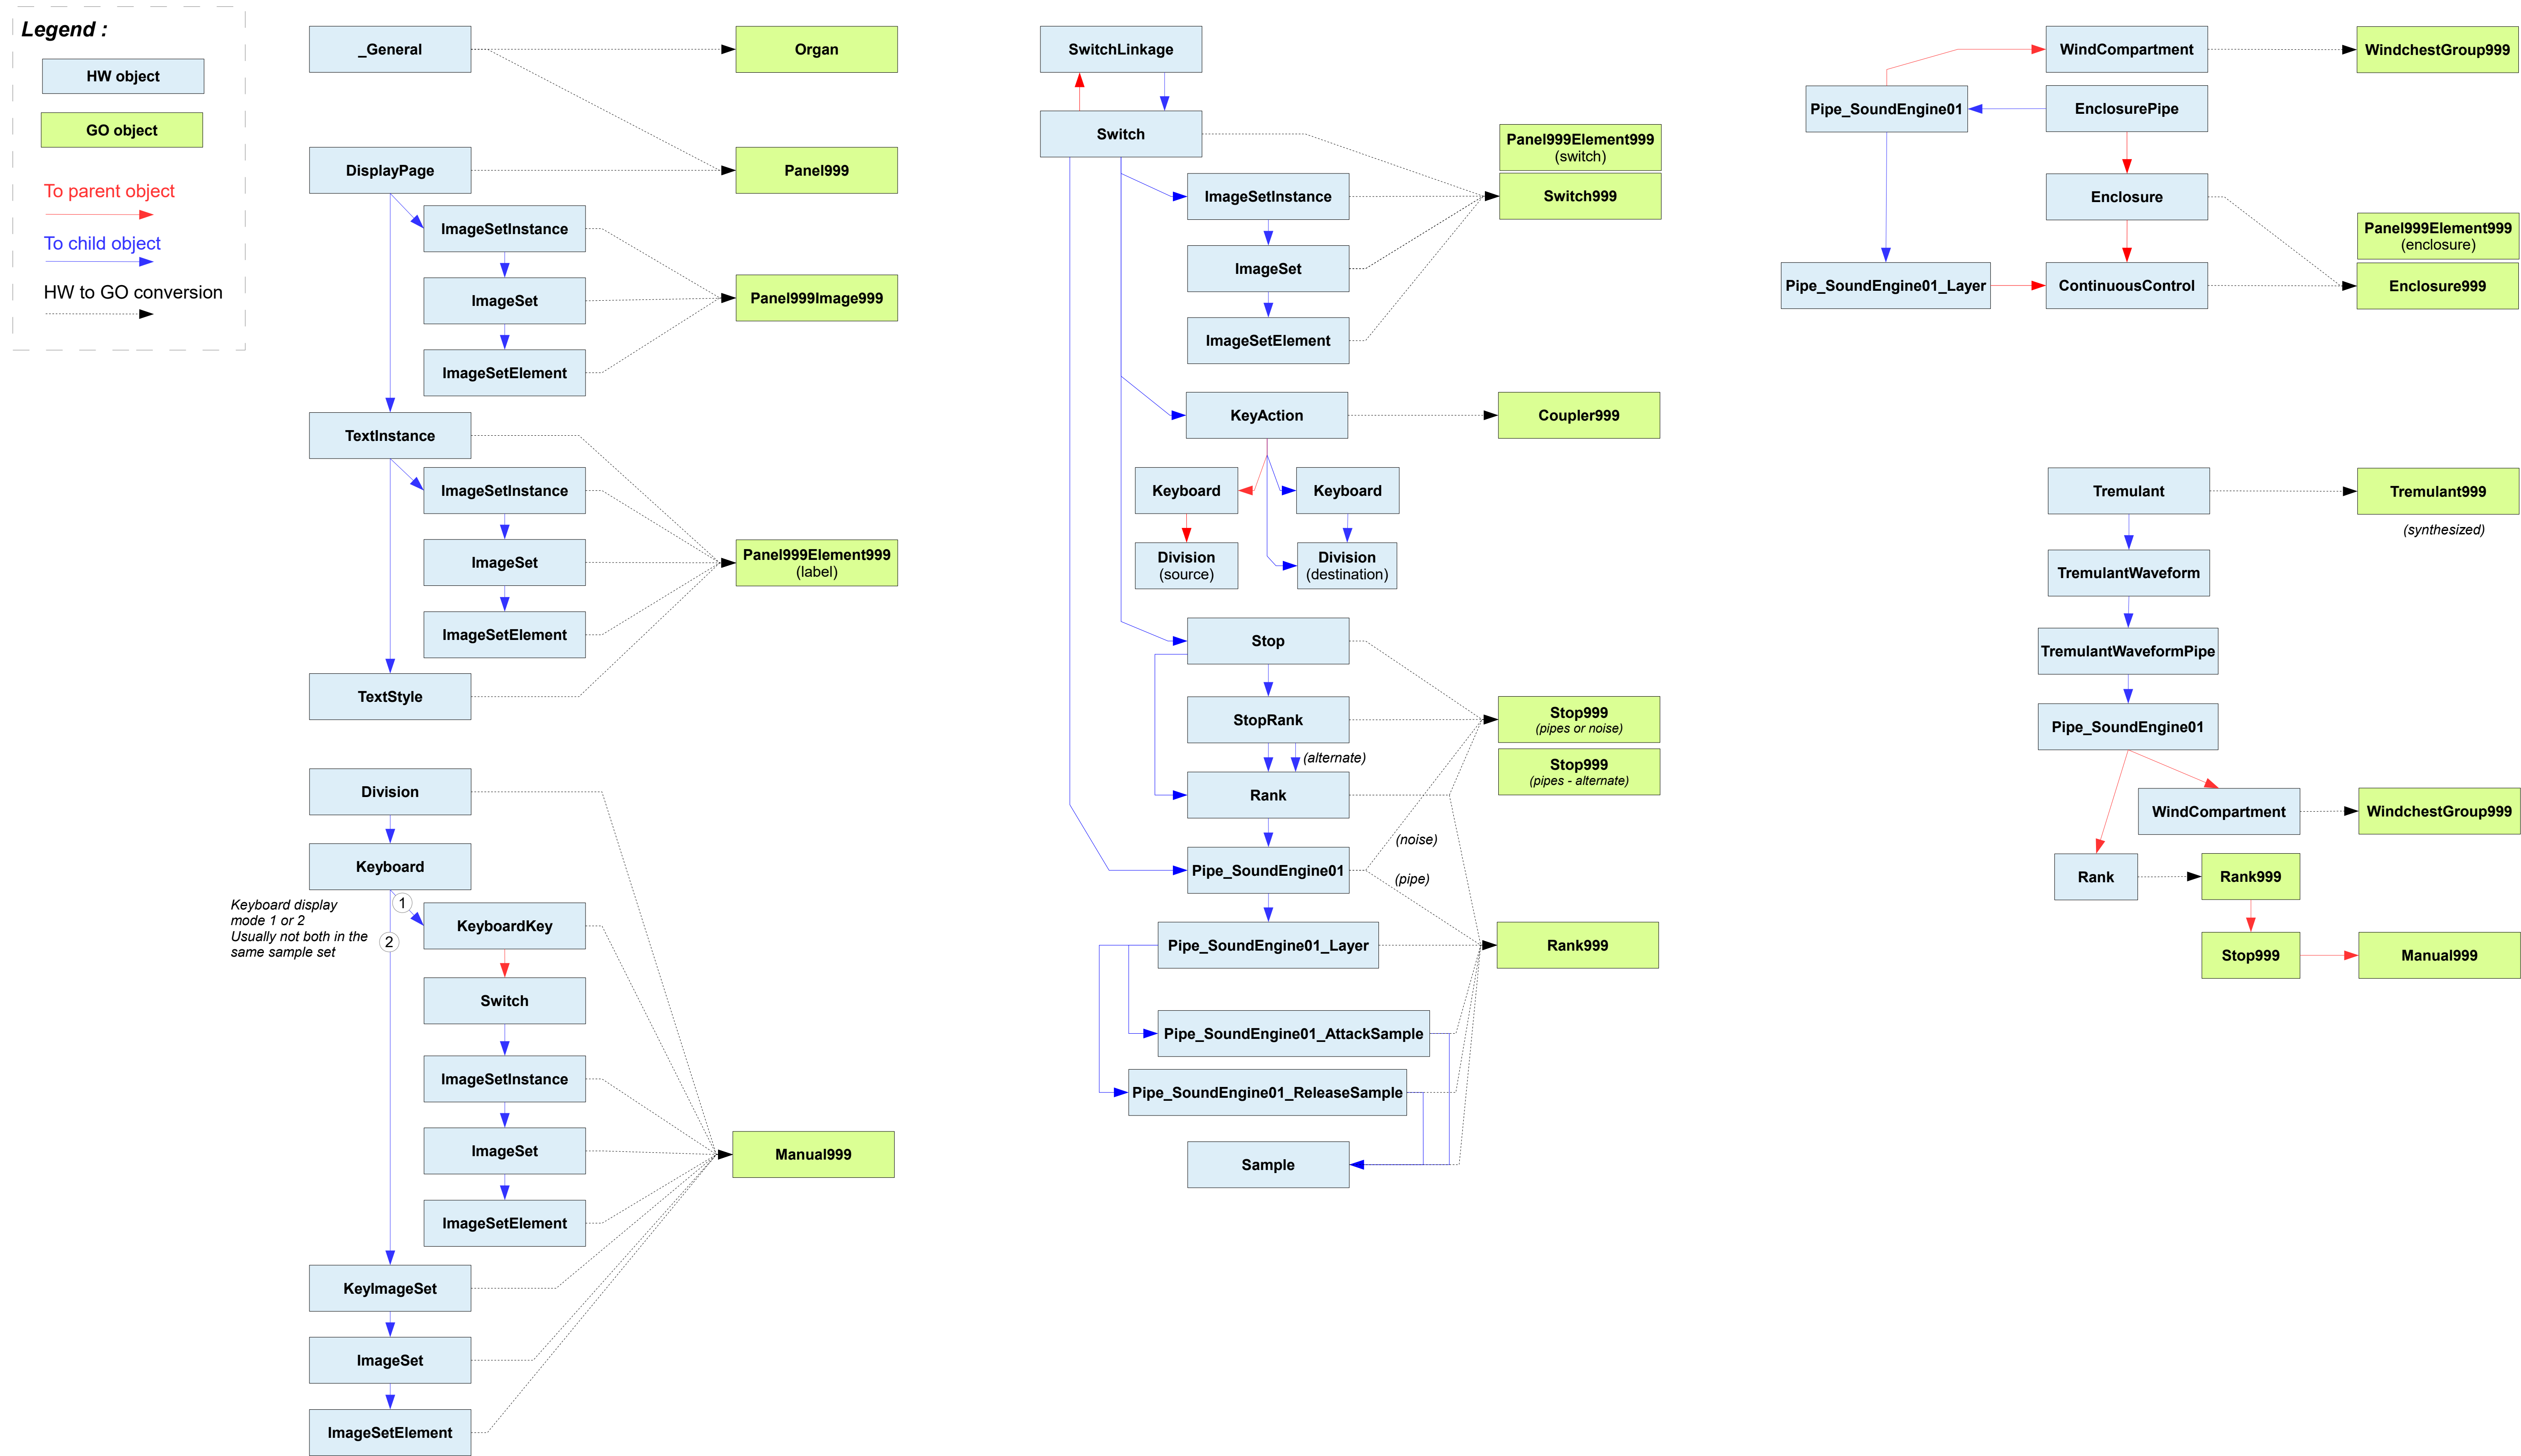 Legend :
HW object
GO object
To parent object
To child object
HW to GO conversion
_General
Organ
DisplayPage
Panel999
ImageSetInstance
ImageSet
Panel999Image999
ImageSetElement
TextInstance
ImageSetInstance
ImageSet
Panel999Element999
(label)
ImageSetElement
TextStyle
Division
Keyboard
1
Keyboard display
mode 1 or 2
Usually not both in the
same sample set
2
KeyboardKey
Switch
ImageSetInstance
ImageSet
Manual999
ImageSetElement
KeyImageSet
ImageSet
ImageSetElement
SwitchLinkage
Switch
Panel999Element999
(switch)
ImageSetInstance
Switch999
ImageSet
ImageSetElement
KeyAction
Coupler999
Keyboard
Keyboard
Division
(source)
Division
(destination)
Stop
StopRank
Stop999
(pipes or noise)
(alternate)
Stop999
(pipes - alternate)
Rank
(noise)
Pipe_SoundEngine01
(pipe)
Pipe_SoundEngine01_Layer
Rank999
Pipe_SoundEngine01_AttackSample
Pipe_SoundEngine01_ReleaseSample
Sample
WindCompartment
WindchestGroup999
Pipe_SoundEngine01
EnclosurePipe
Enclosure
Panel999Element999
(enclosure)
Pipe_SoundEngine01_Layer
ContinuousControl
Enclosure999
Tremulant
Tremulant999
(synthesized)
TremulantWaveform
TremulantWaveformPipe
Pipe_SoundEngine01
WindCompartment
WindchestGroup999
Rank
Rank999
Stop999
Manual999